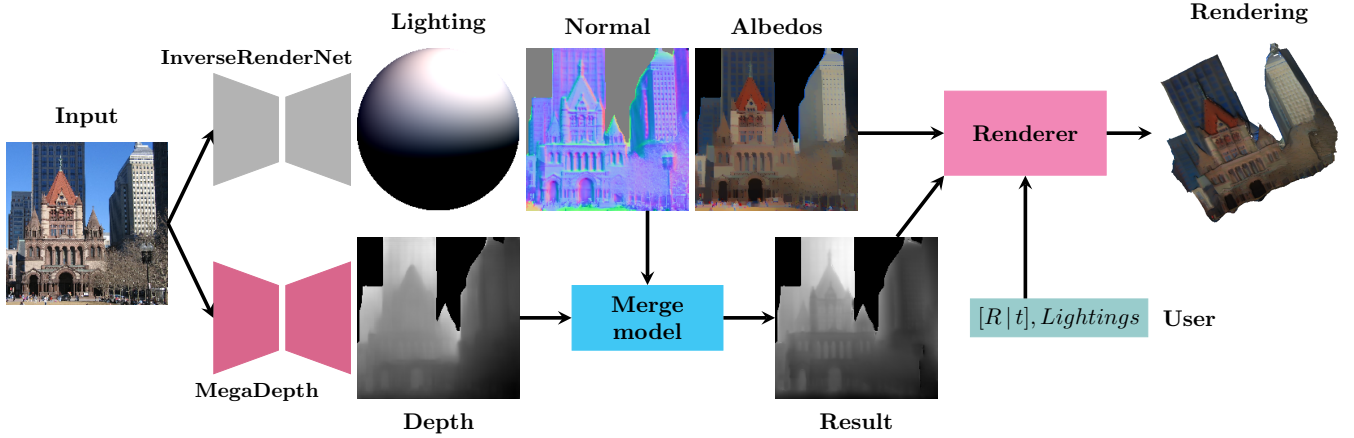 Input
InverseRenderNet
MegaDepth
Lighting
Normal
Albedos
Depth
Merge
model
Result
Renderer
[R | t], Lightings
User
Rendering